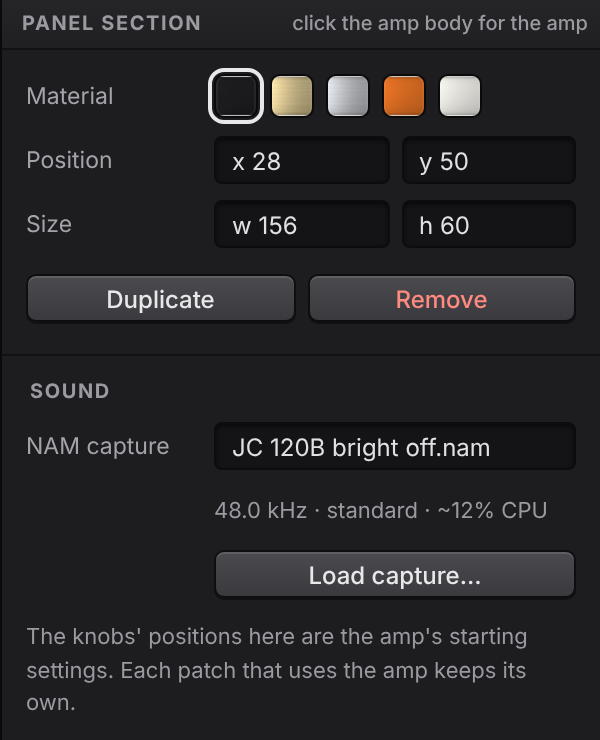 PANEL SECTION click the amp body for the amp
Material
Position x 28 y 50
Size w 156 h 60
Duplicate Remove
SOUND
NAM capture JC 120B bright off.nam
48.0 kHz · standard · ~12% CPU
Load capture...
The knobs' positions here are the amp's starting
settings. Each patch that uses the amp keeps its
own.